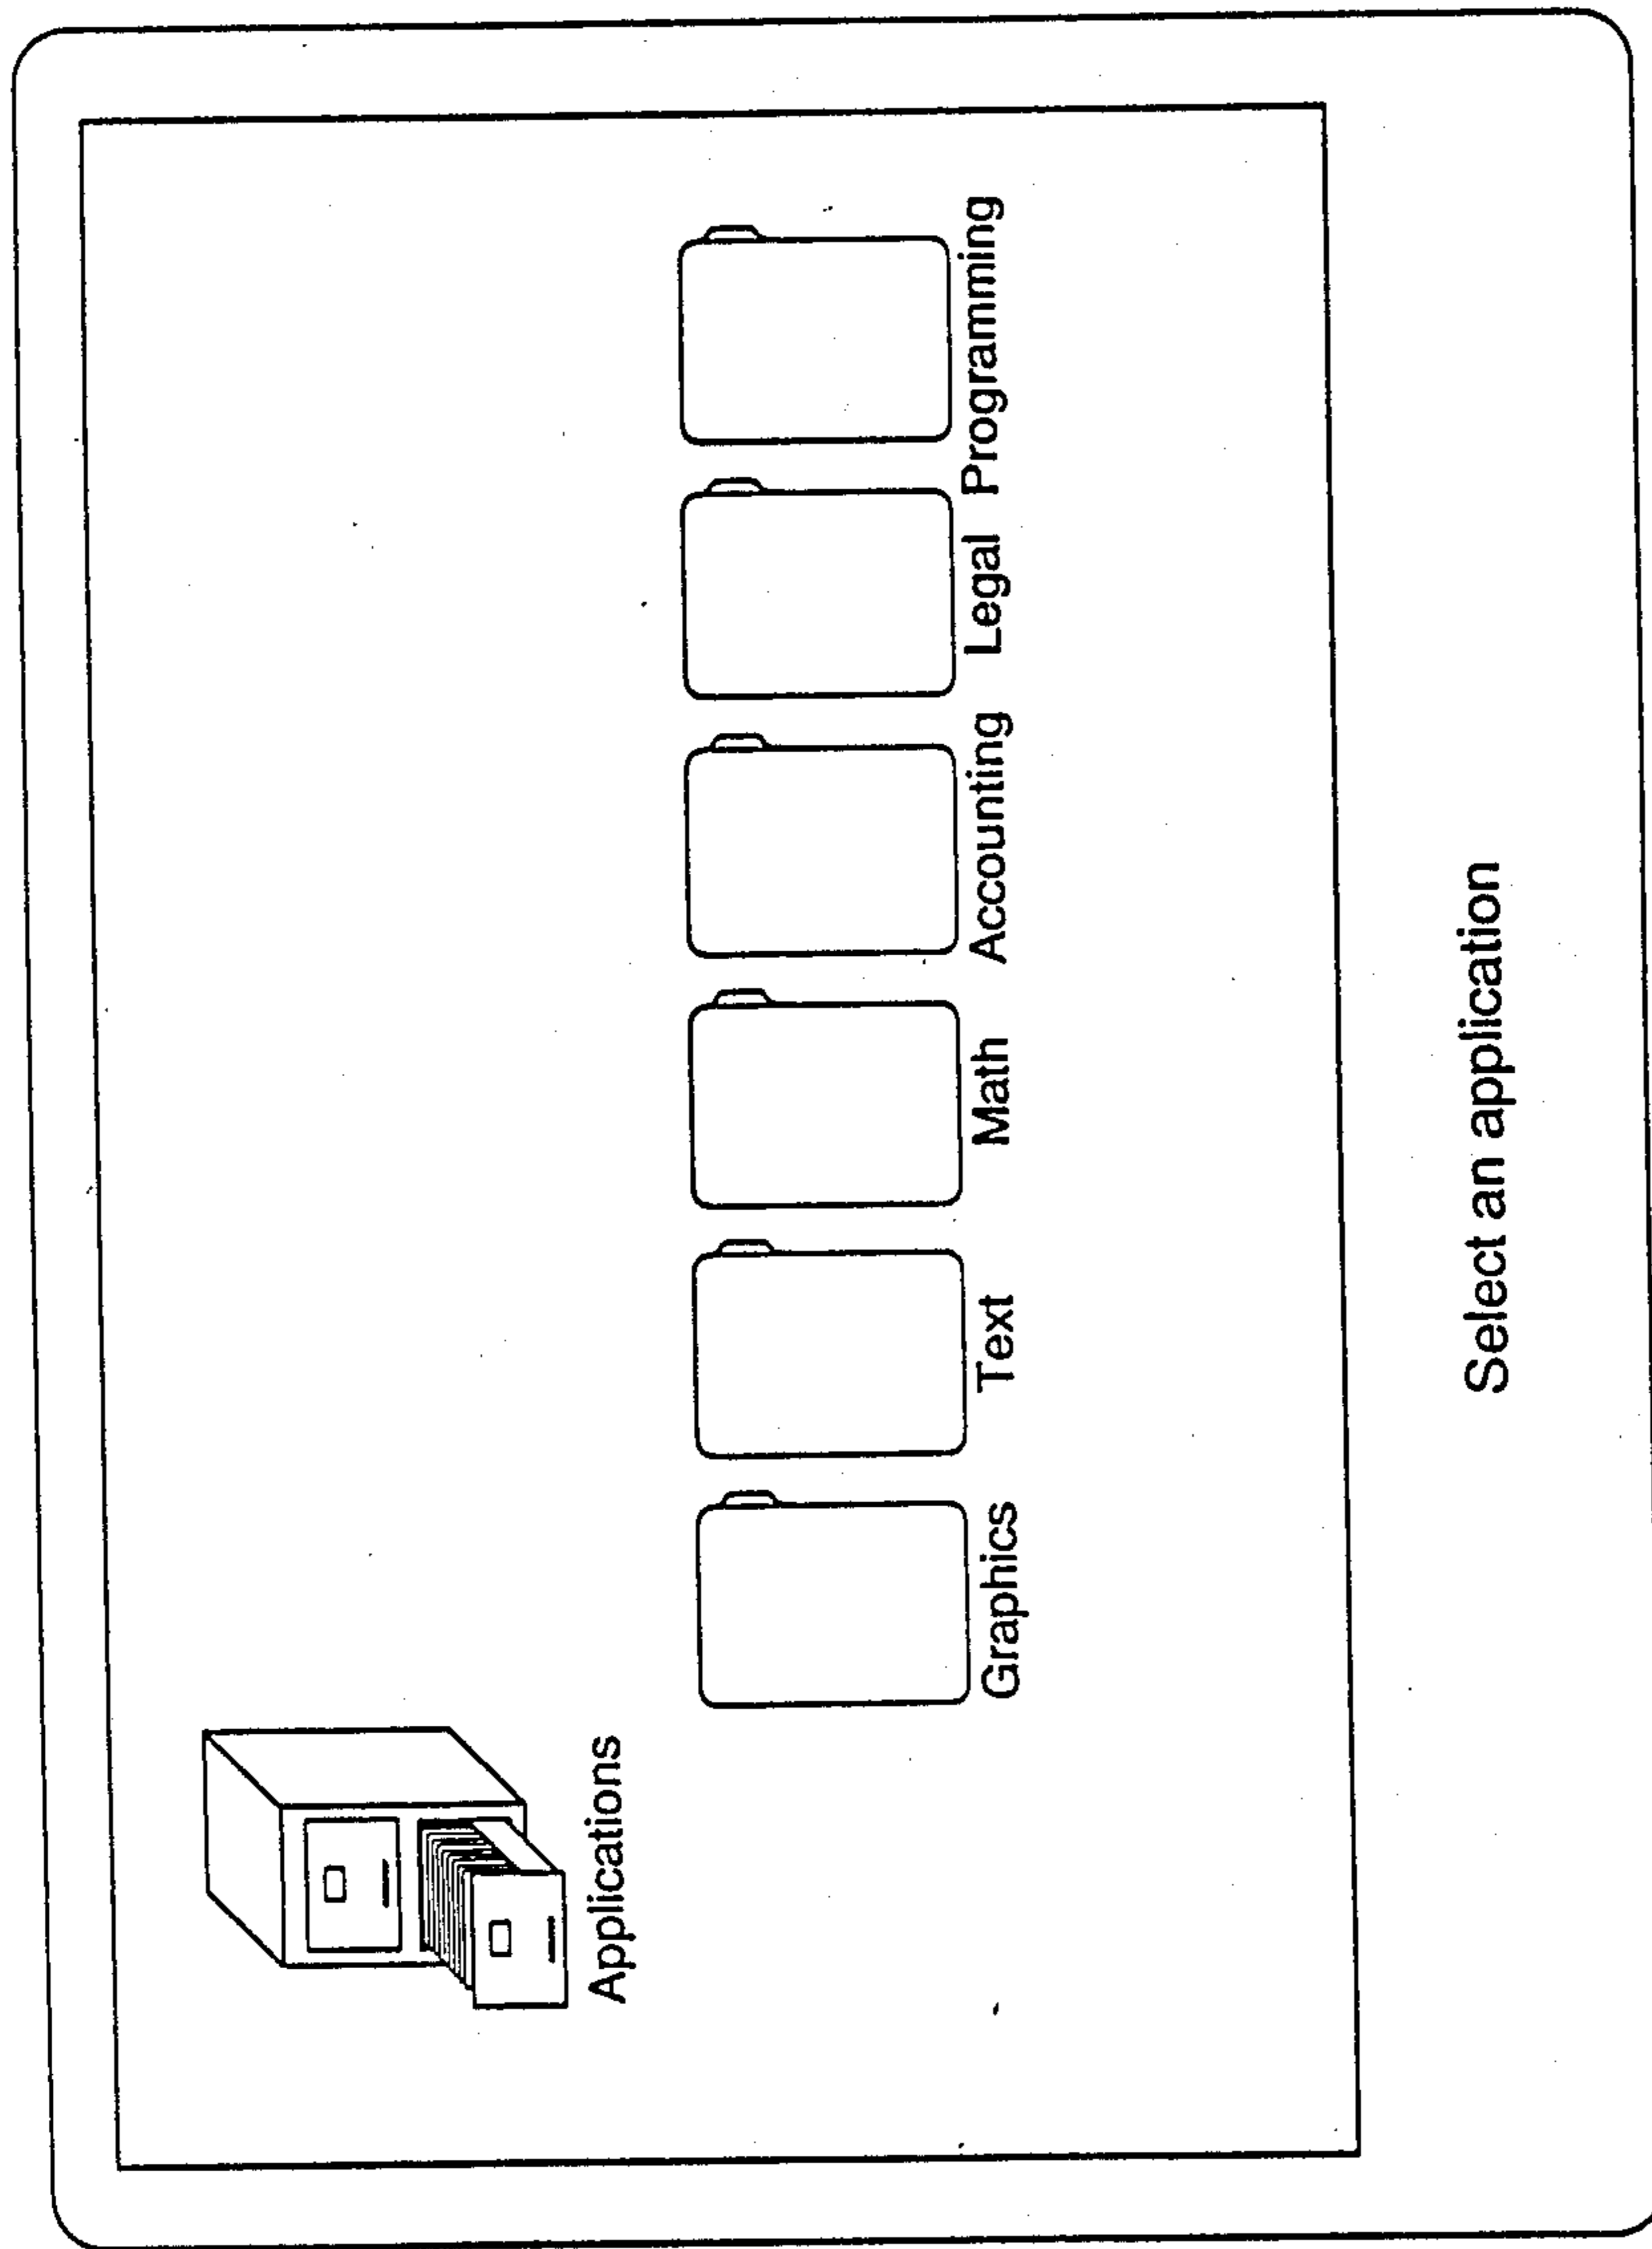 Applications
Graphics Text Math Accounting Legal Programming
Select an application